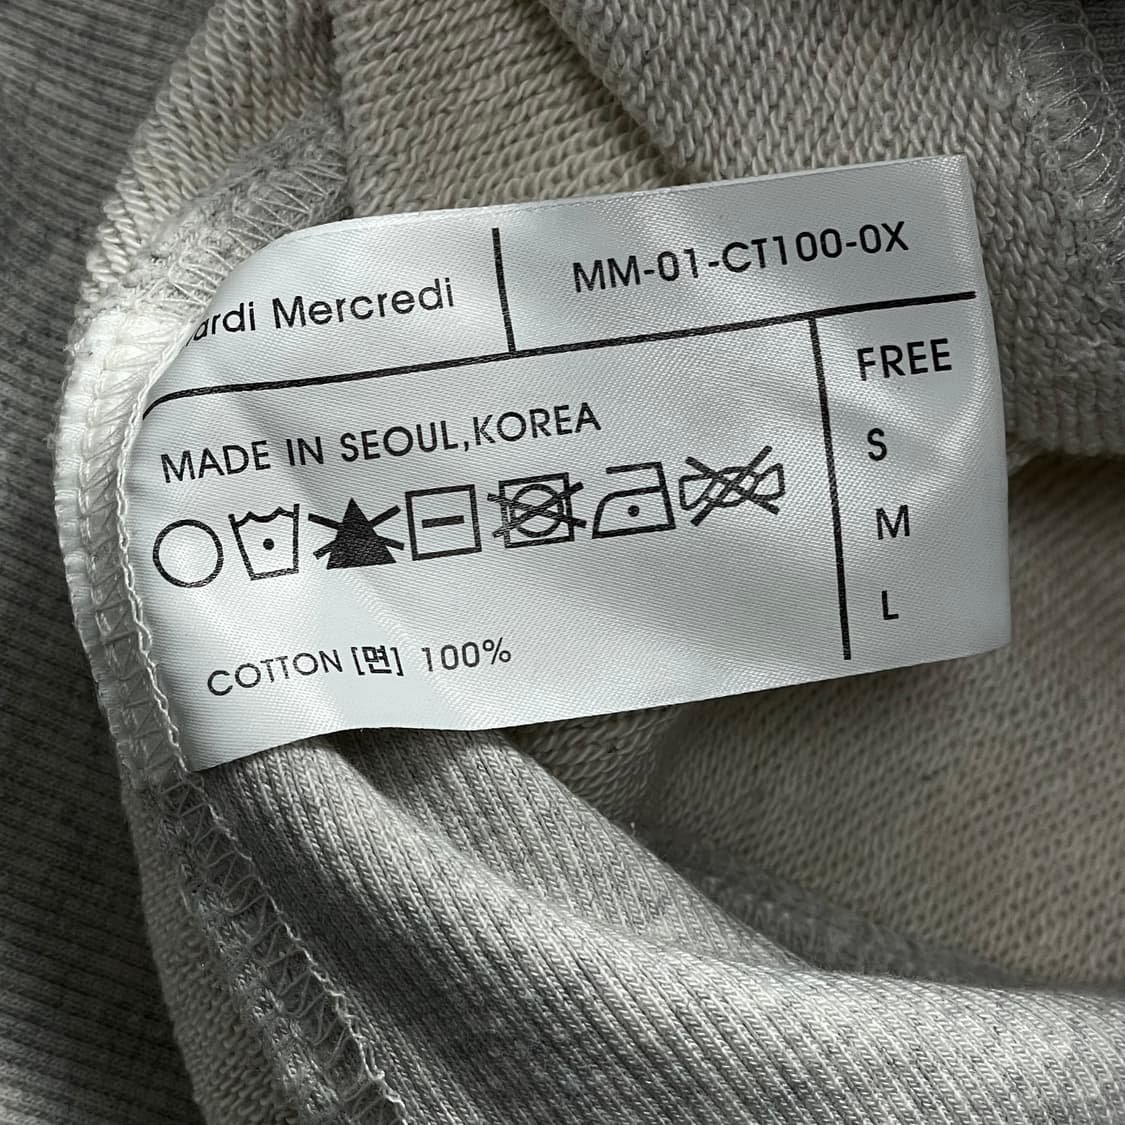 ardi Mercredi
MM-01-CT100-0X
MADE IN SEOUL,KOREA
COTTON [면] 100%
FREE
S
M
L